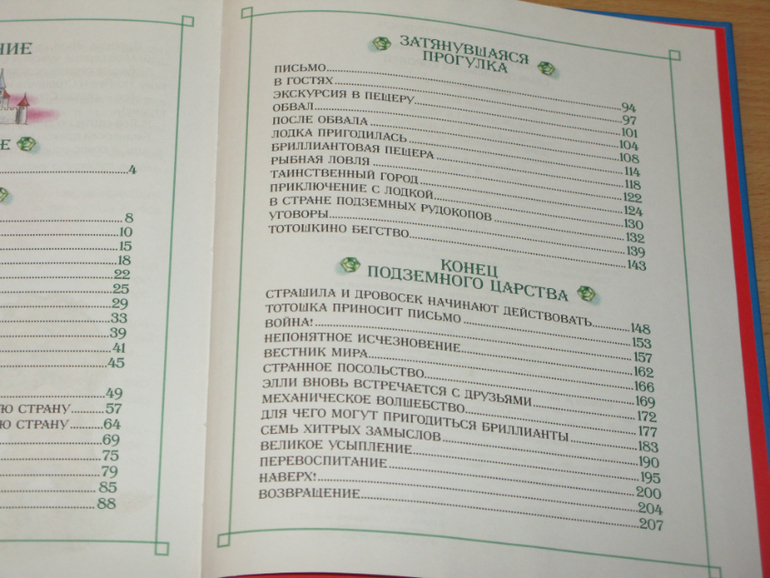 НИЕ
Е
4
8
10
15
18
22
25
29
33
39
41
45
49
Ю СТРАНУ..........57
Ю СТРАНУ..........64
69
75
79
85
88
ЗАТЯНУВШАЯСЯ
ПРОГУЛКА
ПИСЬМО..........94
В ГОСТЯХ..........97
ЭКСКУРСИЯ В ПЕЩЕРУ..........101
ОБВАЛ..........104
ПОСЛЕ ОБВАЛА..........108
ЛОДКА ПРИГОДИЛАСЬ..........114
БРИЛЛИАНТОВАЯ ПЕЩЕРА..........118
РЫБНАЯ ЛОВЛЯ..........122
ТАИНСТВЕННЫЙ ГОРОД..........124
ПРИКЛЮЧЕНИЕ С ЛОДКОЙ..........130
В СТРАНЕ ПОДЗЕМНЫХ РУДОКОПОВ..........132
УГОВОРЫ..........139
ТОТОШКИНО БЕГСТВО..........143
КОНЕЦ
ПОДЗЕМНОГО ЦАРСТВА
СТРАШИЛА И ДРОВОСЕК НАЧИНАЮТ ДЕЙСТВОВАТЬ..........148
ТОТОШКА ПРИНОСИТ ПИСЬМО..........153
ВОЙНА!..........157
НЕПОНЯТНОЕ ИСЧЕЗНОВЕНИЕ..........162
ВЕСТНИК МИРА..........166
СТРАННОЕ ПОСОЛЬСТВО..........169
ЭЛЛИ ВНОВЬ ВСТРЕЧАЕТСЯ С ДРУЗЬЯМИ..........172
МЕХАНИЧЕСКОЕ ВОЛШЕБСТВО..........177
ДЛЯ ЧЕГО МОГУТ ПРИГОДИТЬСЯ БРИЛЛИАНТЫ..........183
СЕМЬ ХИТРЫХ ЗАМЫСЛОВ..........190
ВЕЛИКОЕ УСЫПЛЕНИЕ..........195
ПЕРЕВОСПИТАНИЕ..........200
НАВЕРХ!..........204
ВОЗВРАЩЕНИЕ..........207